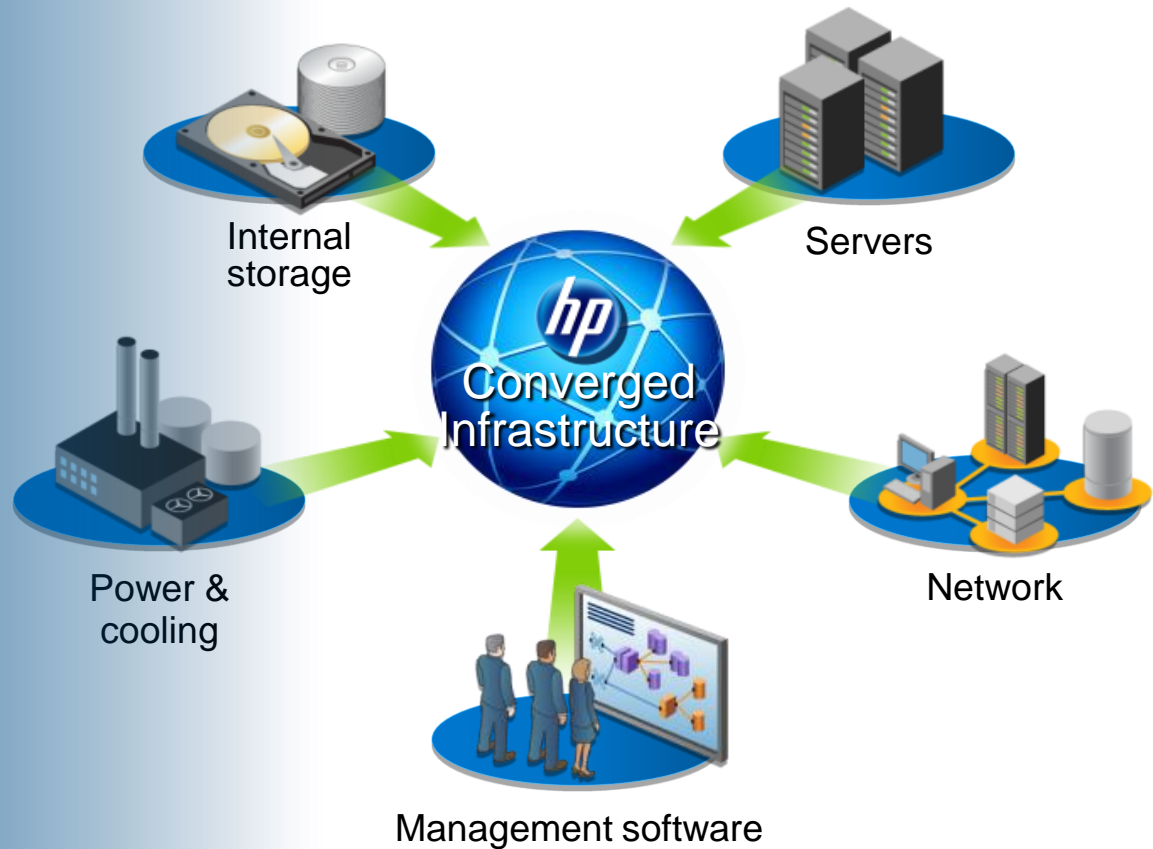 Internal
storage
Servers
hp
Converged
Infrastructure
Power &
cooling
Network
Management software